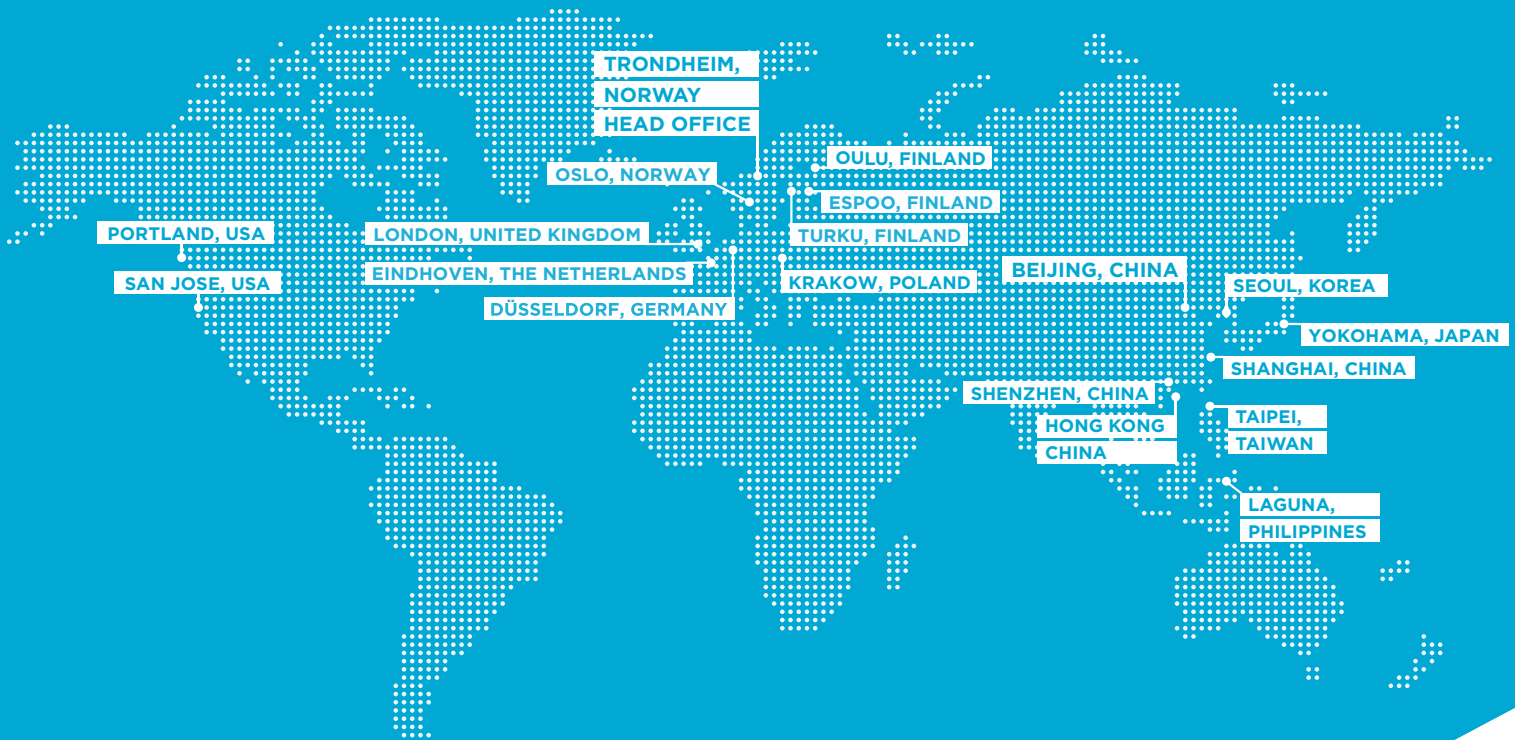 TRONDHEIM,
NORWAY
HEAD OFFICE
OULU, FINLAND
OSLO, NORWAY
ESPOO, FINLAND
PORTLAND, USA
LONDON, UNITED KINGDOM
TURKU, FINLAND
EINDHOVEN, THE NETHERLANDS
BEIJING, CHINA
SAN JOSE, USA
KRAKOW, POLAND
SEOUL, KOREA
DÜSSELDORF, GERMANY
YOKOHAMA, JAPAN
SHANGHAI, CHINA
SHENZHEN, CHINA
HONG KONG
CHINA
TAIPEI,
TAIWAN
LAGUNA,
PHILIPPINES